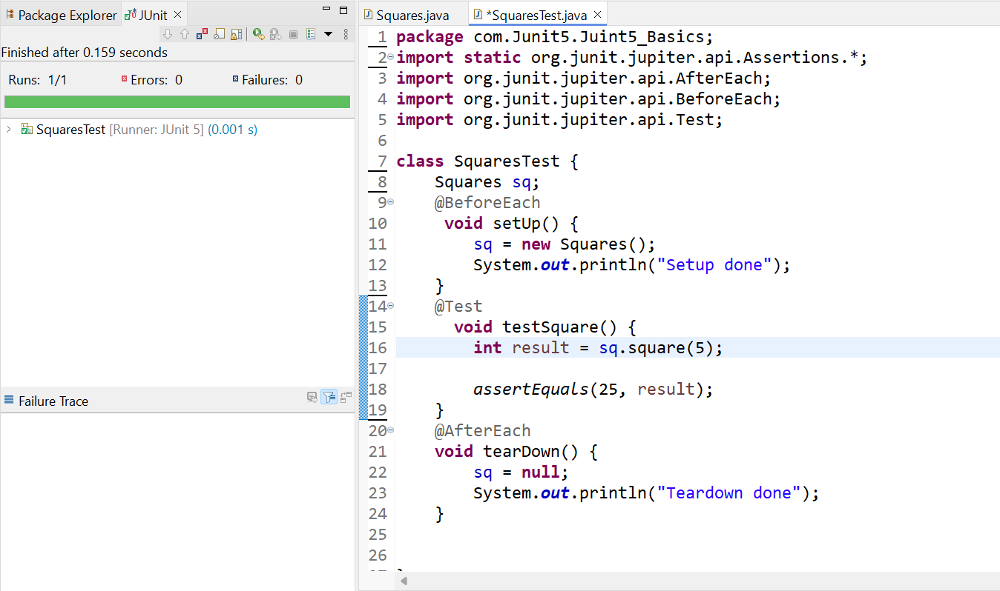 Package Explorer JUnit
Finished after 0.159 seconds
Runs: 1/1 Errors: 0 Failures: 0
SquaresTest [Runner: JUnit 5] (0.001 s)
Failure Trace
Squares.java *SquaresTest.java
1 package com.Junit5.Juint5_Basics;
2 import static org.junit.jupiter.api.Assertions.*;
3 import org.junit.jupiter.api.AfterEach;
4 import org.junit.jupiter.api.BeforeEach;
5 import org.junit.jupiter.api.Test;
6
7 class SquaresTest {
8 Squares sq;
9 @BeforeEach
10 void setUp() {
11 sq = new Squares();
12 System.out.println("Setup done");
13 }
14 @Test
15 void testSquare() {
16 int result = sq.square(5);
17
18 assertEquals(25, result);
19 }
20 @AfterEach
21 void tearDown() {
22 sq = null;
23 System.out.println("Teardown done");
24 }
25
26